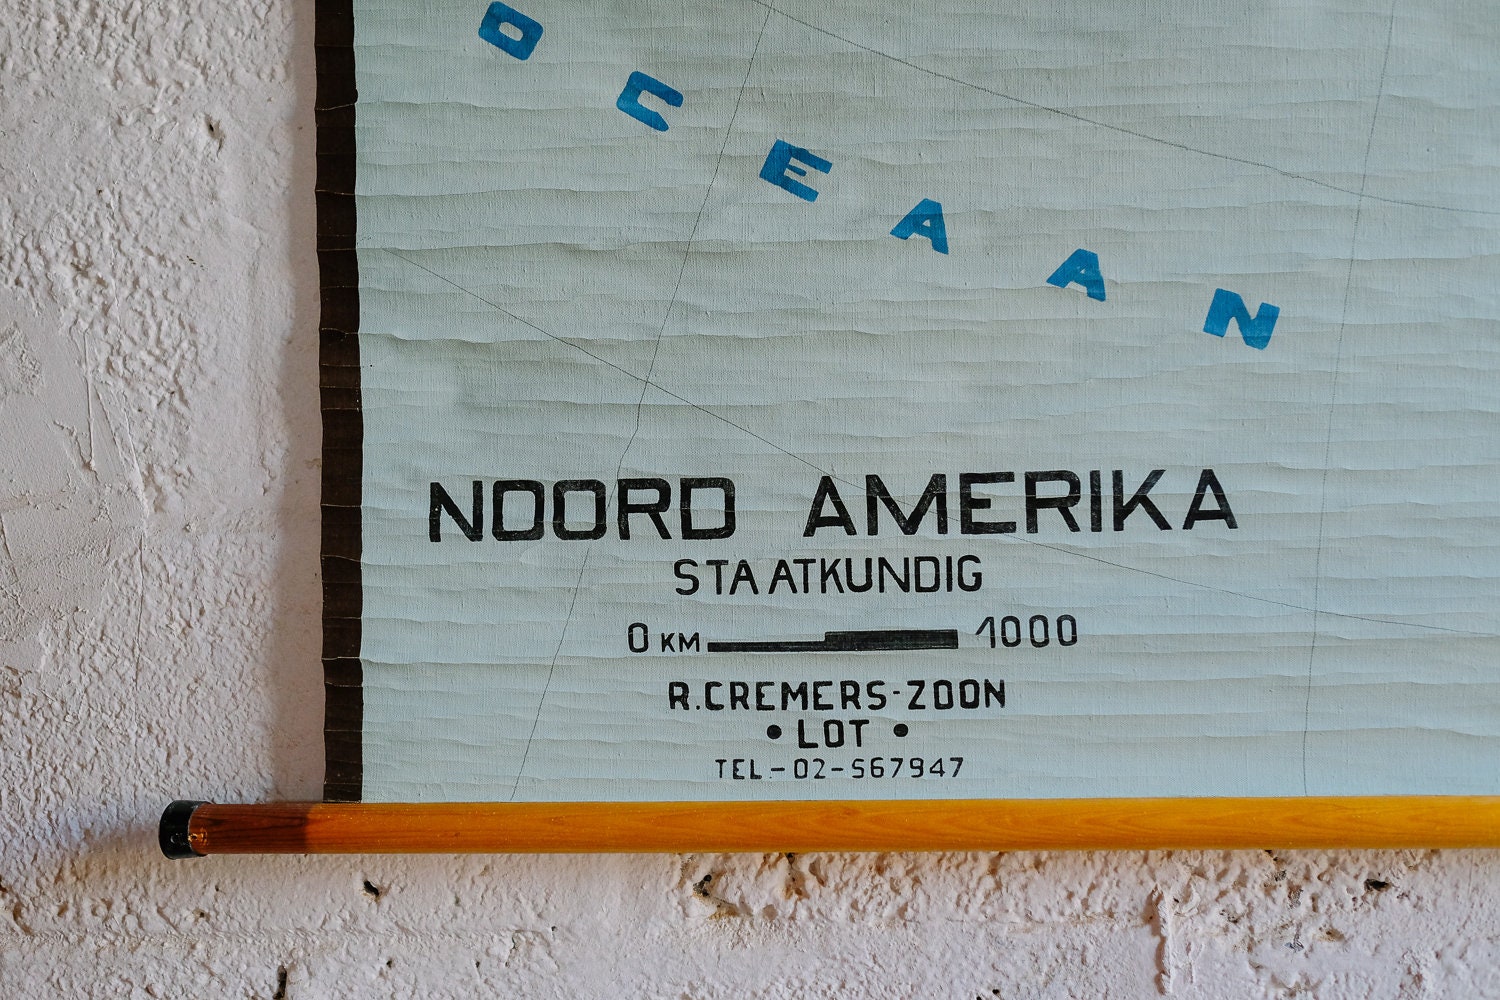 OCEAAN
NOORD AMERIKA
STAATKUNDIG
0 KM 1000
R.CREMERS-ZOON
• LOT •
TEL.-02-567947